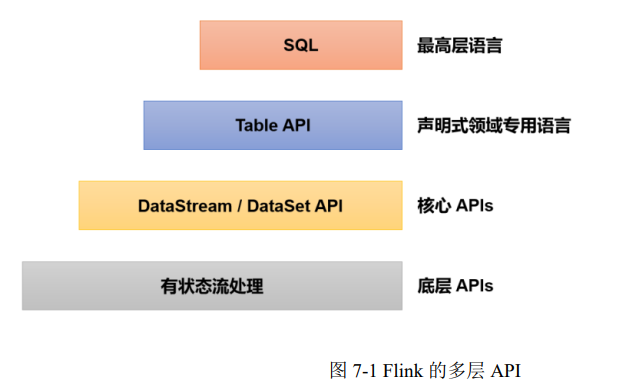 SQL 最高层语言
Table API 声明式领域专用语言
DataStream / DataSet API 核心 APIs
有状态流处理 底层 APIs
图 7-1 Flink 的多层 API